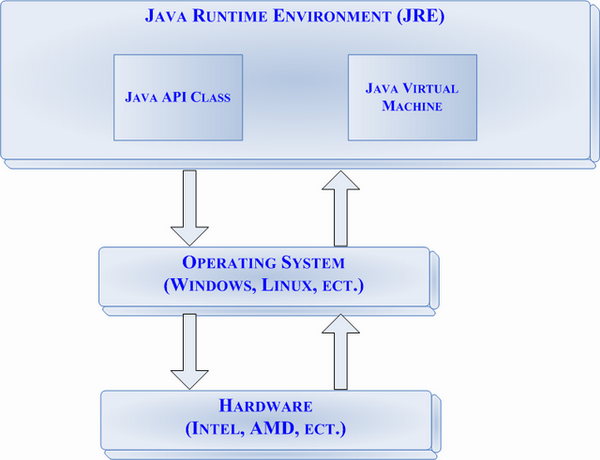 Java Runtime Environment (JRE)
Java API Class
Java Virtual
Machine
Operating System
(Windows, Linux, ect.)
Hardware
(Intel, AMD, ect.)